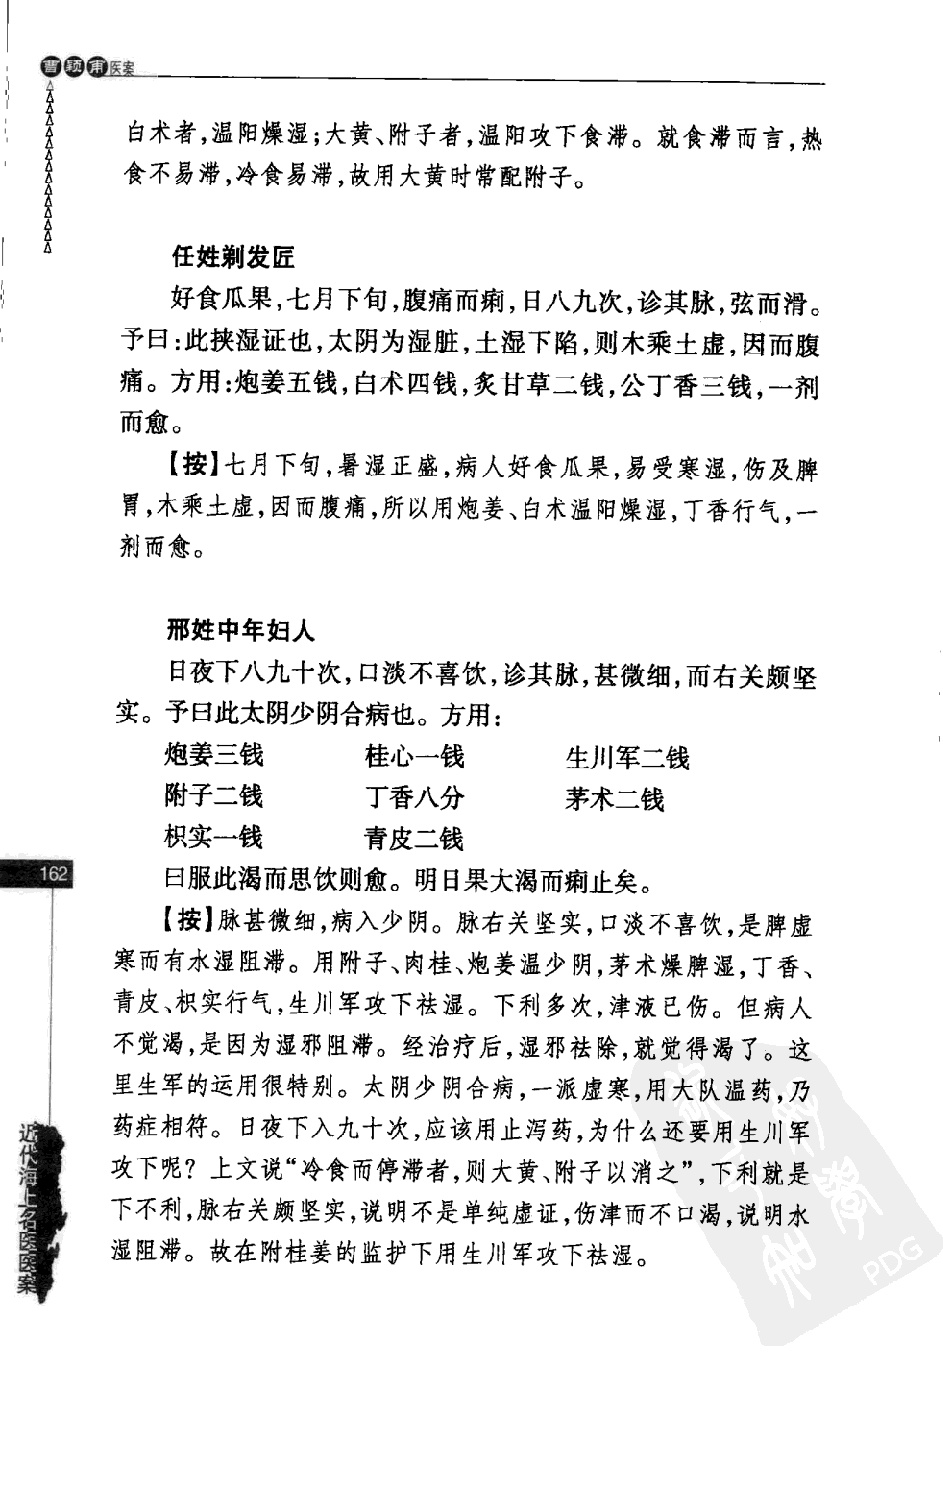 曹颖甫医案
白术者，温阳燥湿；大黄、附子者，温阳攻下食滞。就食滞而言，热
食不易滞，冷食易滞，故用大黄时常配附子。
任姓剃发匠
好食瓜果，七月下旬，腹痛而痢，日八九次，诊其脉，弦而滑。
予曰：此挟湿证也，太阴为湿脏，土湿下陷，则木乘土虚，因而腹
痛。方用：炮姜五钱，白术四钱，炙甘草二钱，公丁香三钱，一剂
而愈。
【按】七月下旬，暑湿正盛，病人好食瓜果，易受寒湿，伤及脾
胃，木乘土虚，因而腹痛，所以用炮姜、白术温阳燥湿，丁香行气，一
剂而愈。
邢姓中年妇人
日夜下八九十次，口淡不喜饮，诊其脉，甚微细，而右关颇坚
实。予曰此太阴少阴合病也。方用：
炮姜三钱 桂心一钱 生川军二钱
附子二钱 丁香八分 茅术二钱
枳实一钱 青皮二钱
曰服此渴而思饮则愈。明日果大渴而痢止矣。
【按】脉甚微细，病入少阴。脉右关坚实，口淡不喜饮，是脾虚
寒而有水湿阻滞。用附子、肉桂、炮姜温少阴，茅术燥脾湿，丁香、
青皮、枳实行气，生川军攻下祛湿。下利多次，津液已伤。但病人
不觉渴，是因为湿邪阻滞。经治疗后，湿邪祛除，就觉得渴了。这
里生军的运用很特别。太阴少阴合病，一派虚寒，用大队温药，乃
药症相符。日夜下入九十次，应该用止泻药，为什么还要用生川军
攻下呢？上文说“冷食而停滞者，则大黄、附子以消之”，下利就是
下不利，脉右关颇坚实，说明不是单纯虚证，伤津而不口渴，说明水
湿阻滞。故在附桂姜的监护下用生川军攻下祛湿。
162
近代海上名医医案
PDG